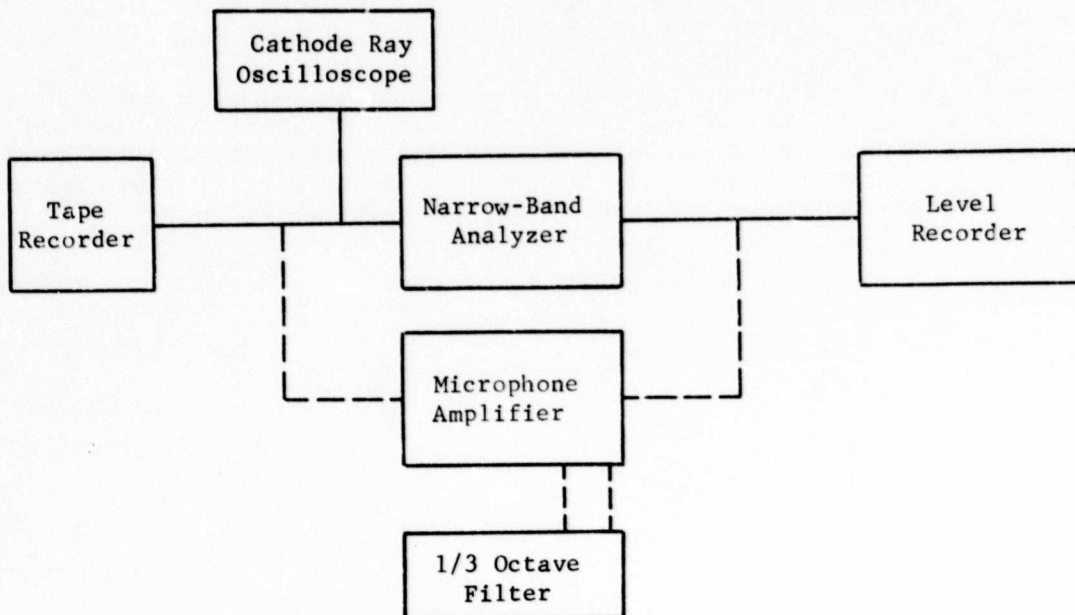 Cathode Ray
Oscilloscope
Tape
Recorder
Narrow-Band
Analyzer
Level
Recorder
Microphone
Amplifier
1/3 Octave
Filter